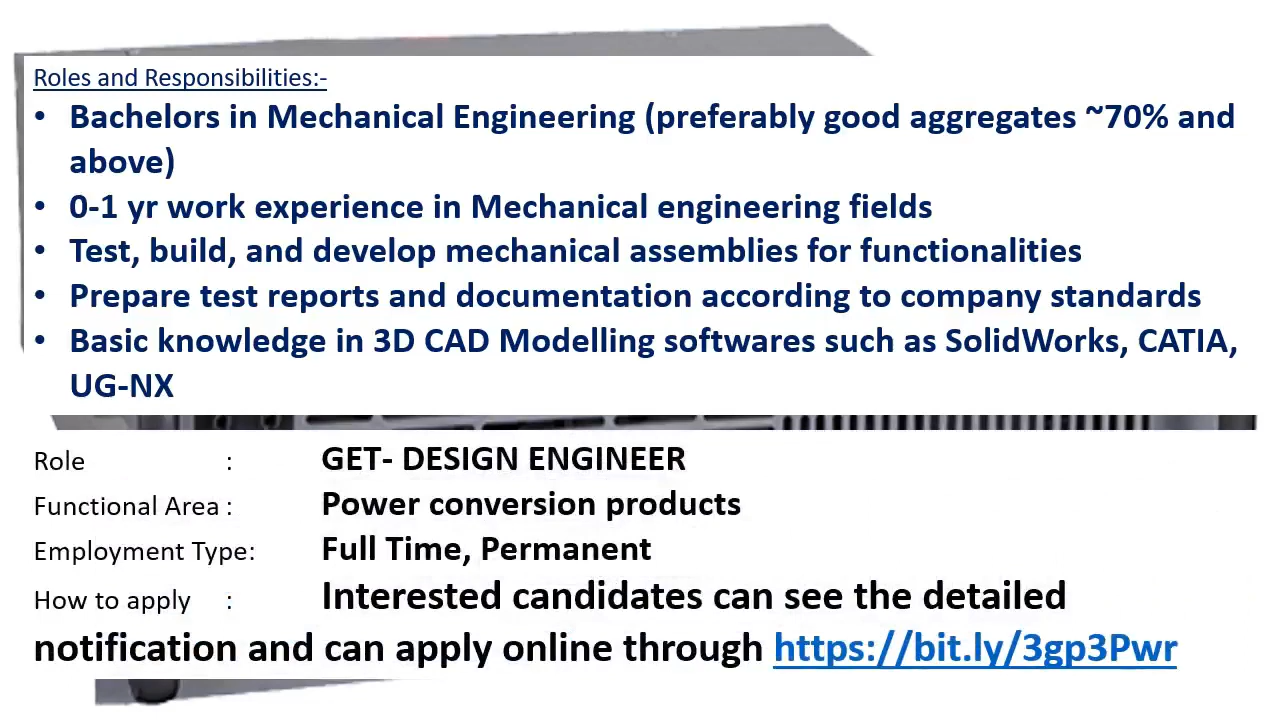 Roles and Responsibilities:-
• Bachelors in Mechanical Engineering (preferably good aggregates ~70% and
above)
• 0-1 yr work experience in Mechanical engineering fields
• Test, build, and develop mechanical assemblies for functionalities
• Prepare test reports and documentation according to company standards
• Basic knowledge in 3D CAD Modelling softwares such as SolidWorks, CATIA,
UG-NX
Role : GET- DESIGN ENGINEER
Functional Area : Power conversion products
Employment Type: Full Time, Permanent
How to apply : Interested candidates can see the detailed
notification and can apply online through https://bit.ly/3gp3Pwr